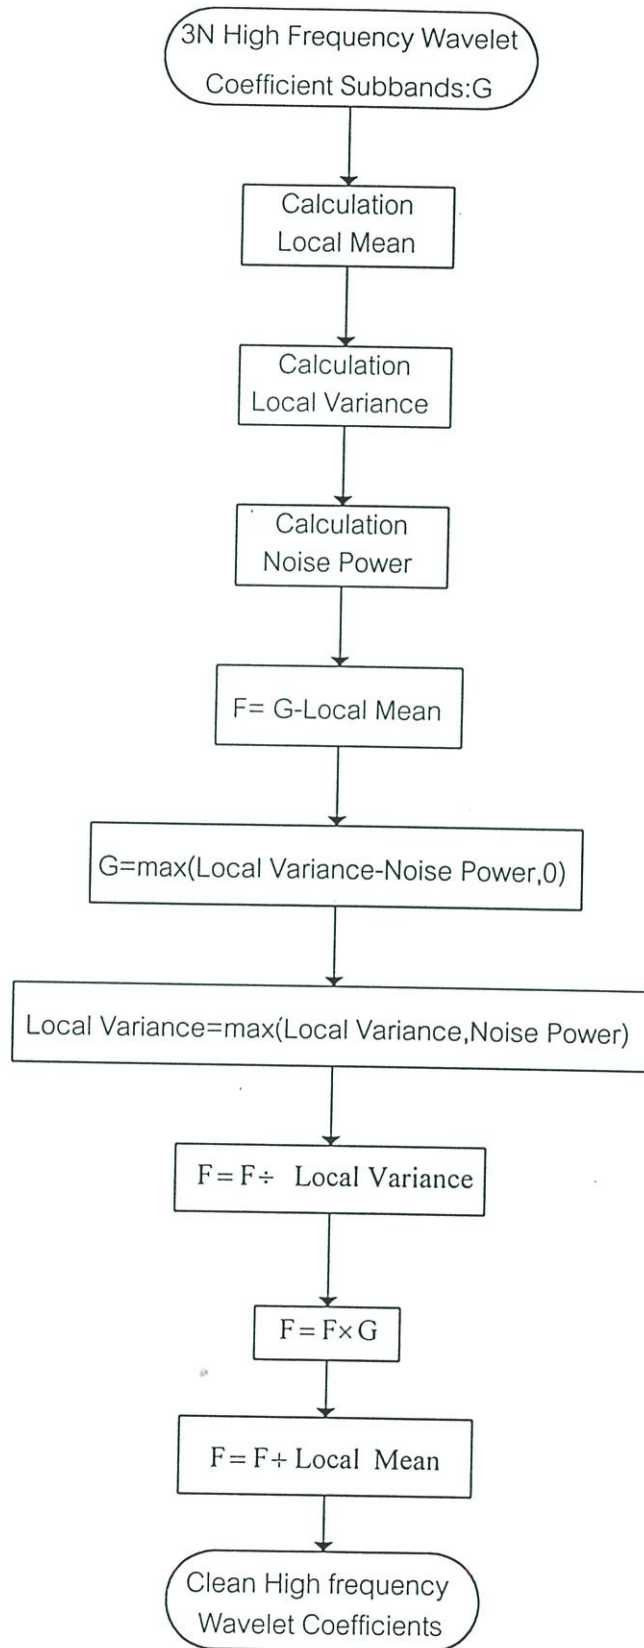 3N High Frequency Wavelet
Coefficient Subbands:G
Calculation
Local Mean
Calculation
Local Variance
Calculation
Noise Power
F= G-Local Mean
G=max(Local Variance-Noise Power,0)
Local Variance=max(Local Variance,Noise Power)
F=F÷ Local Variance
F=F×G
F=F+Local Mean
Clean High frequency
Wavelet Coefficients